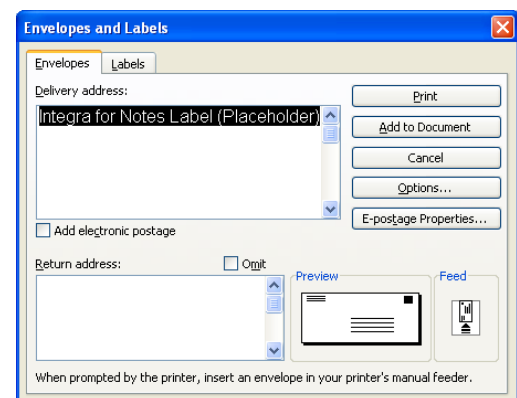 Envelopes and Labels
Envelopes Labels
Delivery address:
Integra for Notes Label (Placeholder)
Print
Add to Document
Cancel
Options...
E-postage Properties...
Add electronic postage
Return address:
Omit
Preview
Feed
When prompted by the printer, insert an envelope in your printer's manual feeder.